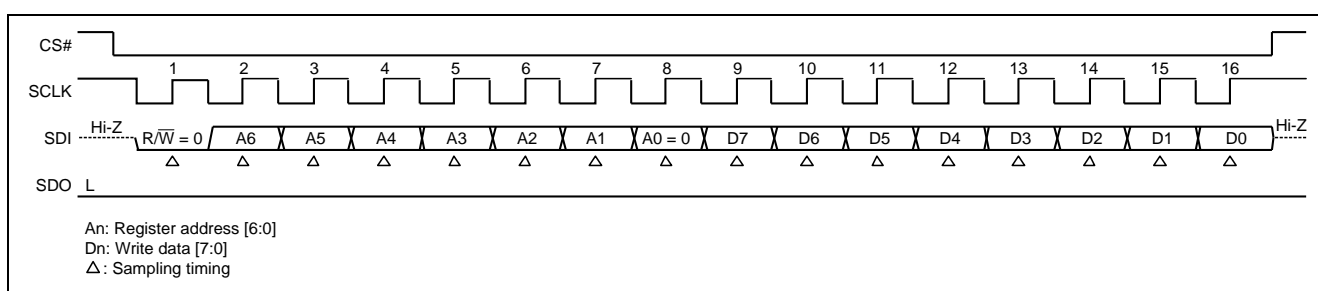 CS#
1 2 3 4 5 6 7 8 9 10 11 12 13 14 15 16
SCLK
SDI Hi-Z R/W̅ = 0 A6 A5 A4 A3 A2 A1 A0 = 0 D7 D6 D5 D4 D3 D2 D1 D0 Hi-Z
SDO L
An: Register address [6:0]
Dn: Write data [7:0]
△: Sampling timing